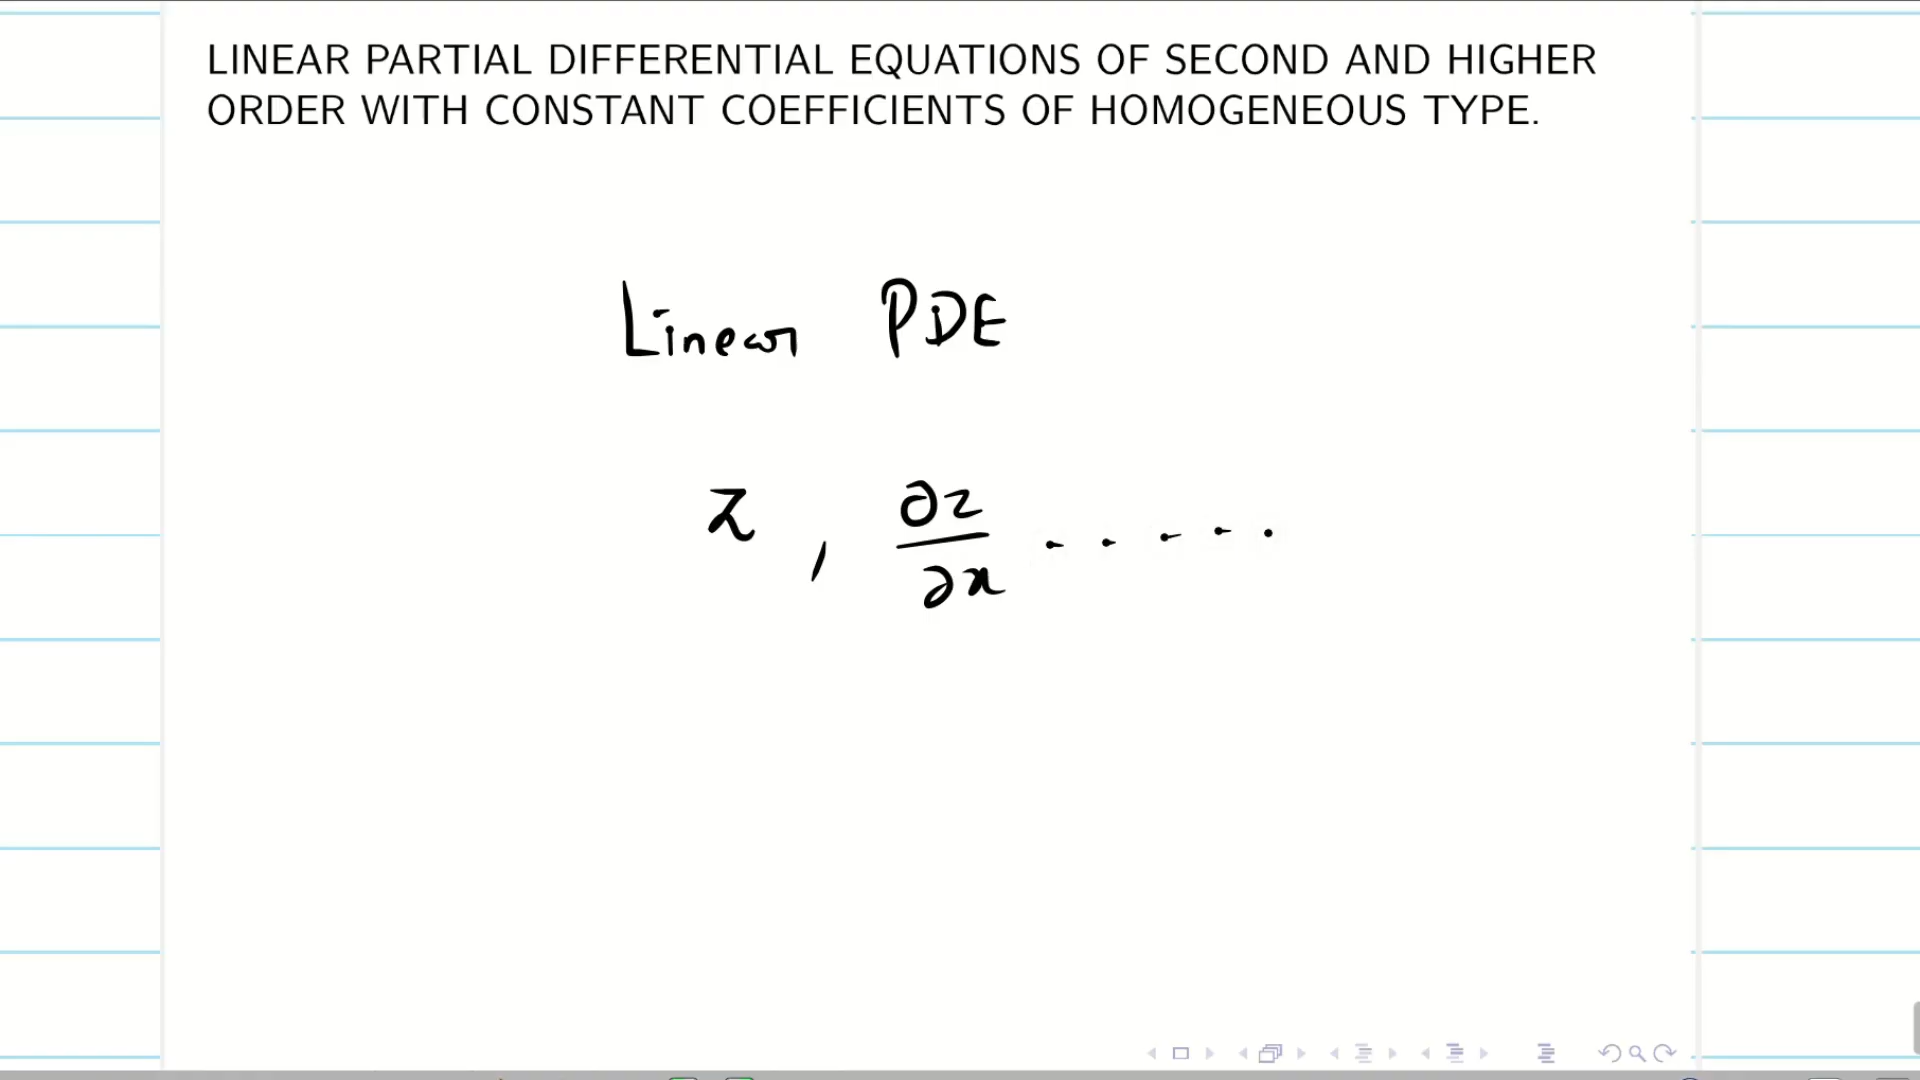 LINEAR PARTIAL DIFFERENTIAL EQUATIONS OF SECOND AND HIGHER
ORDER WITH CONSTANT COEFFICIENTS OF HOMOGENEOUS TYPE.
Linear PDE
z , ∂z/∂x .....